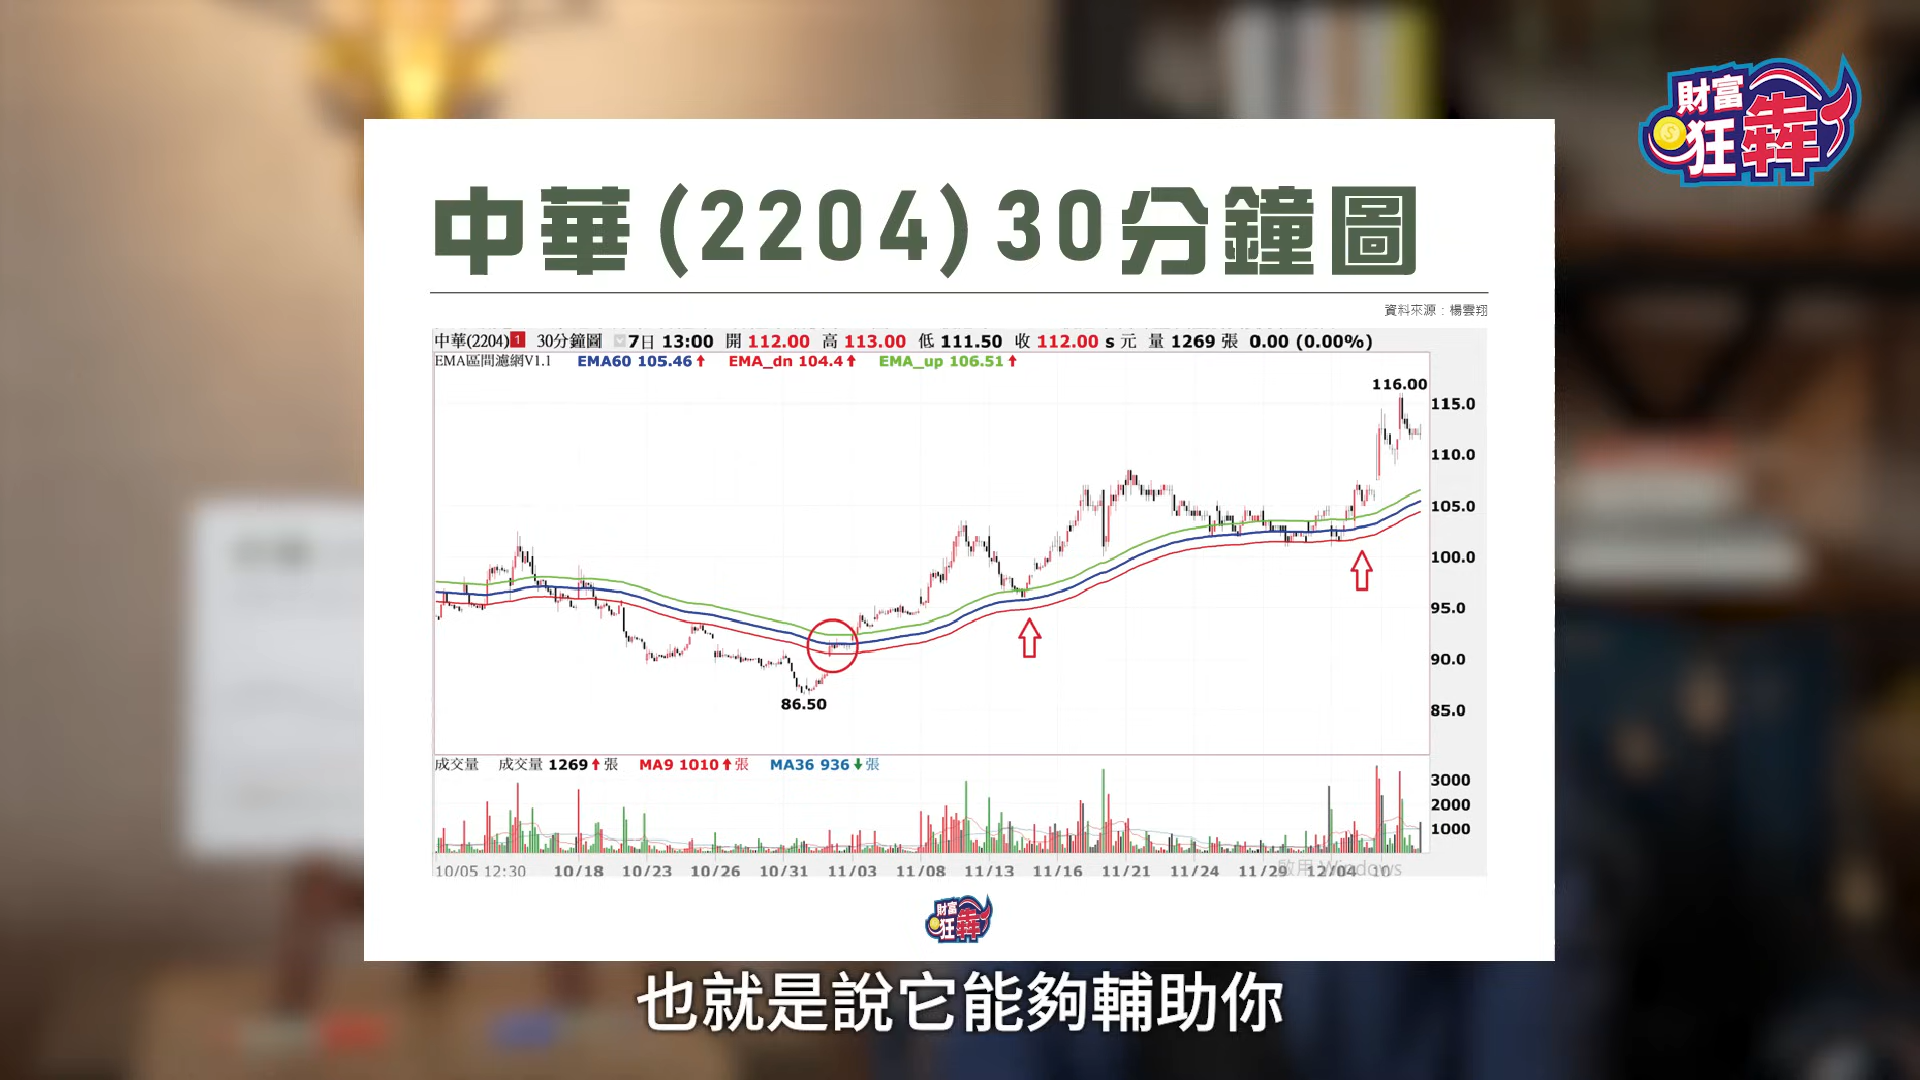 財富
狂犇
中華(2204)30分鐘圖
資料來源：楊雲翔
中華(2204) 1 30分鐘圖 7日 13:00 開 112.00 高 113.00 低 111.50 收 112.00 s 元 量 1269 張 0.00 (0.00%)
EMA區間濾網V1.1 EMA60 105.46 EMA_dn 104.4 EMA_up 106.51
116.00
115.0
110.0
105.0
100.0
95.0
90.0
86.50
85.0
成交量 成交量 1269 張 MA9 1010 張 MA36 936 張
3000
2000
1000
啟用 Windows
10/05 12:30 10/18 10/23 10/26 10/31 11/03 11/08 11/13 11/16 11/21 11/24 11/29 12/04 10/
財富
狂犇
也就是說它能夠輔助你